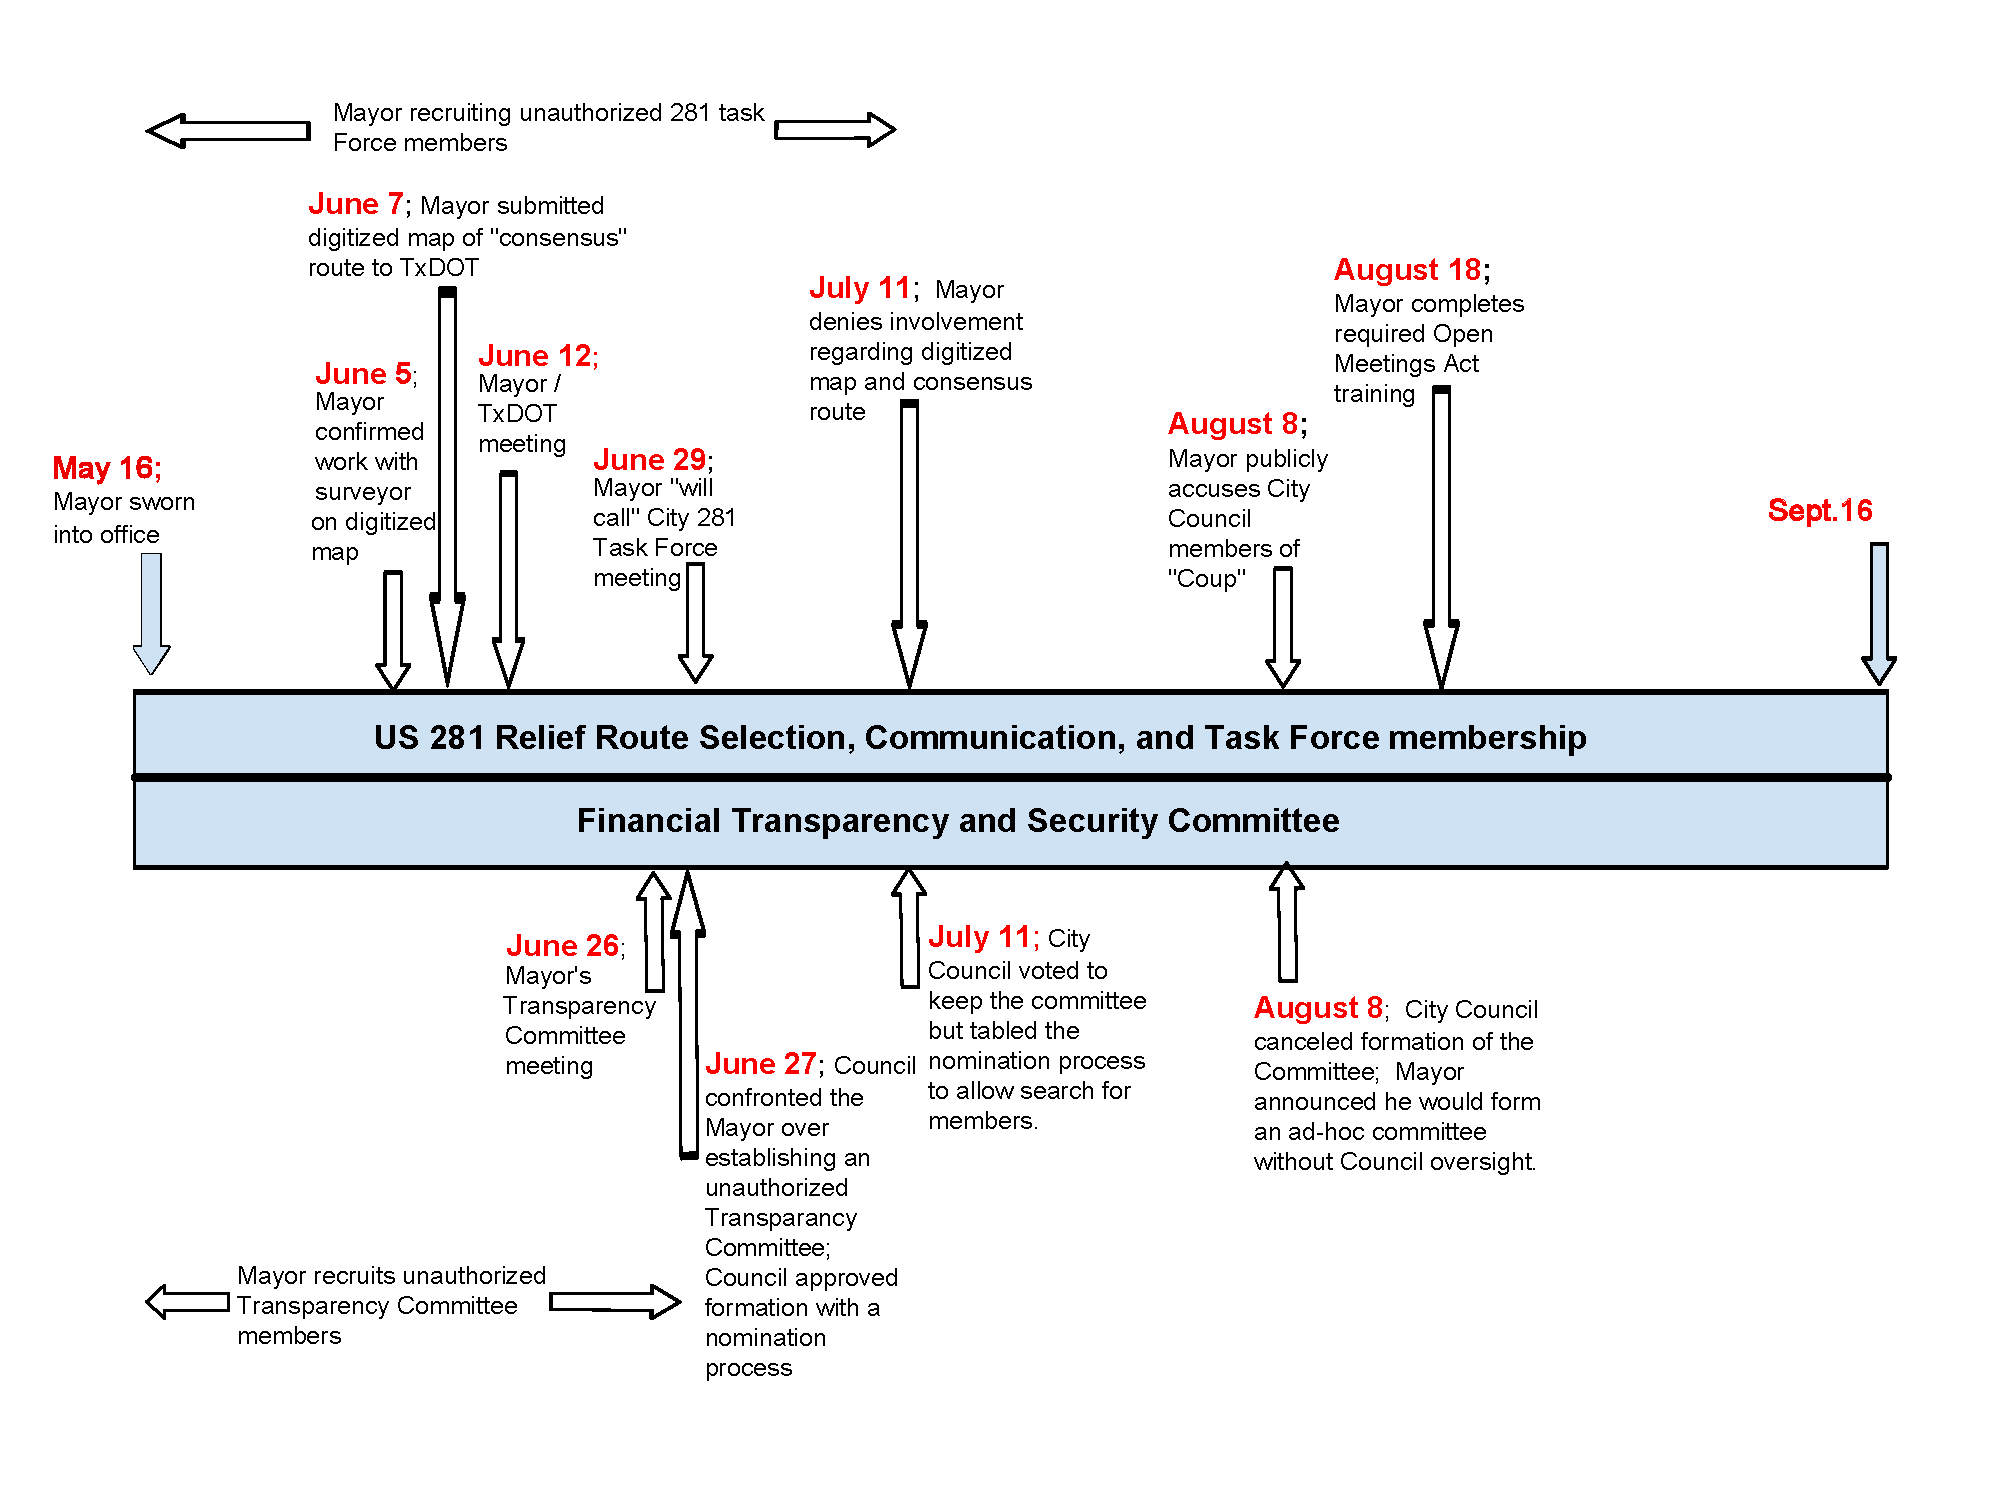 Mayor recruiting unauthorized 281 task
Force members
June 7; Mayor submitted
digitized map of "consensus"
route to TxDOT
June 5;
Mayor
confirmed
work with
surveyor
on digitized
map
June 12;
Mayor /
TxDOT
meeting
June 29;
Mayor "will
call" City 281
Task Force
meeting
July 11; Mayor
denies involvement
regarding digitized
map and consensus
route
August 8;
Mayor publicly
accuses City
Council
members of
"Coup"
August 18;
Mayor completes
required Open
Meetings Act
training
May 16;
Mayor sworn
into office
Sept.16
US 281 Relief Route Selection, Communication, and Task Force membership
Financial Transparency and Security Committee
June 26;
Mayor's
Transparency
Committee
meeting
June 27; Council
confronted the
Mayor over
establishing an
unauthorized
Transparancy
Committee;
Council approved
formation with a
nomination
process
July 11; City
Council voted to
keep the committee
but tabled the
nomination process
to allow search for
members.
August 8; City Council
canceled formation of the
Committee; Mayor
announced he would form
an ad-hoc committee
without Council oversight.
Mayor recruits unauthorized
Transparency Committee
members